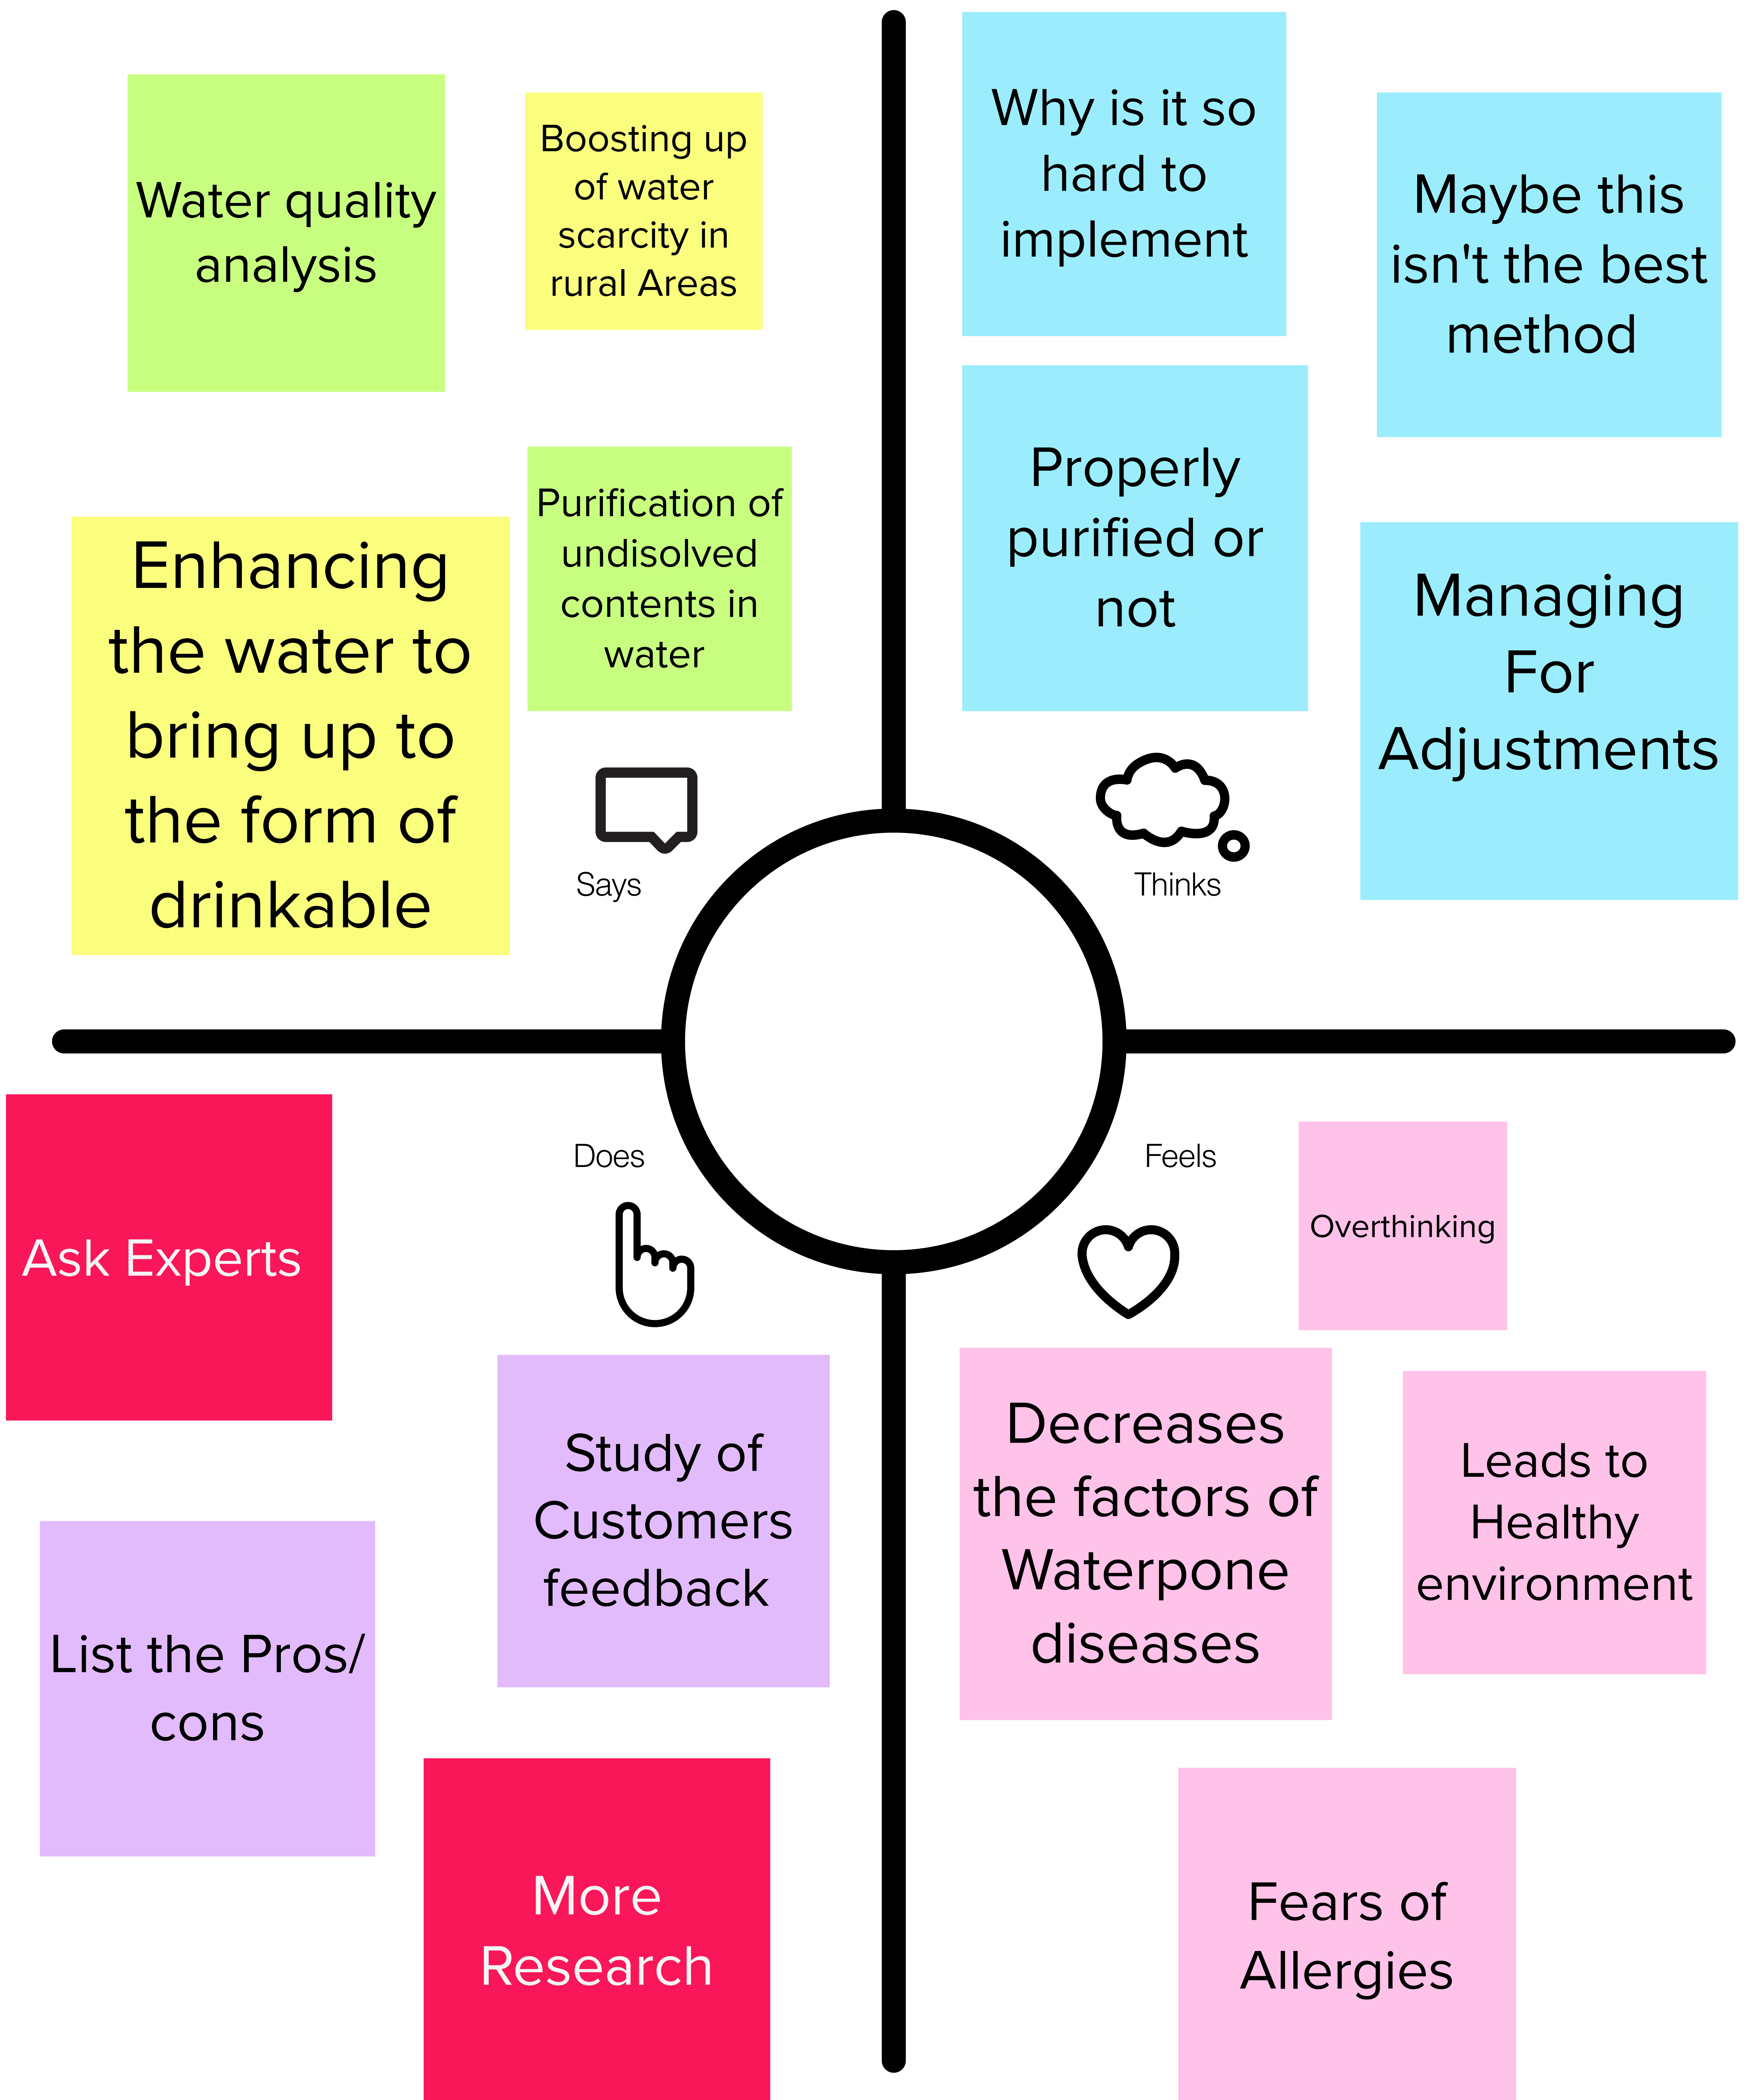 Water quality
analysis
Boosting up
of water
scarcity in
rural Areas
Enhancing
the water to
bring up to
the form of
drinkable
Purification of
undisolved
contents in
water
Says
Why is it so
hard to
implement
Maybe this
isn't the best
method
Properly
purified or
not
Managing
For
Adjustments
Thinks
Does
Ask Experts
Study of
Customers
feedback
List the Pros/
cons
More
Research
Feels
Overthinking
Decreases
the factors of
Waterpone
diseases
Leads to
Healthy
environment
Fears of
Allergies